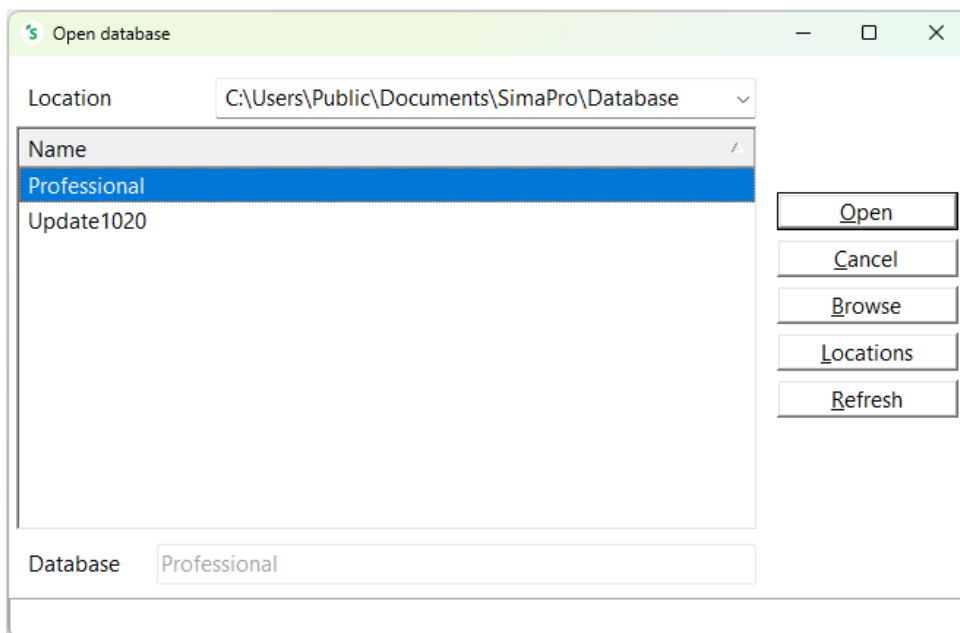 Open database
Location C:\Users\Public\Documents\SimaPro\Database
Name
Professional
Update1020
Open
Cancel
Browse
Locations
Refresh
Database Professional